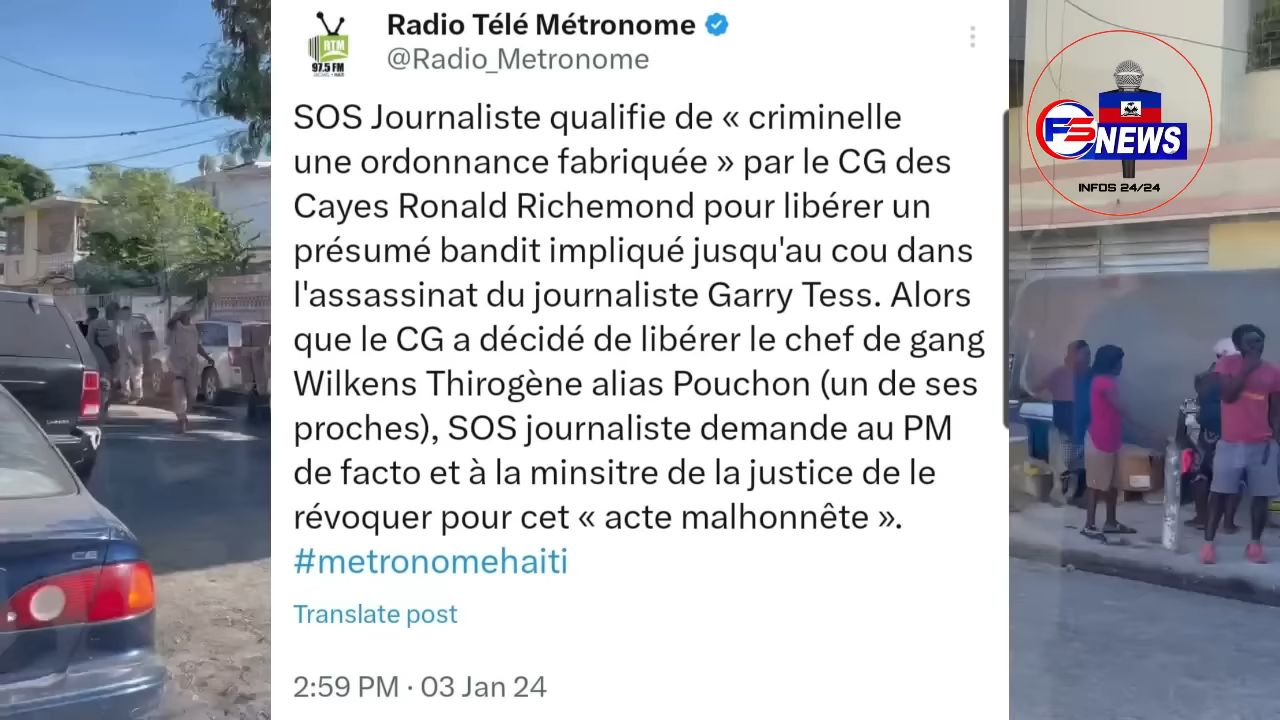 Radio Télé Métronome
@Radio_Metronome
RTM
97.5 FM
SOS Journaliste qualifie de « criminelle
une ordonnance fabriquée » par le CG des
Cayes Ronald Richemond pour libérer un
présumé bandit impliqué jusqu'au cou dans
l'assassinat du journaliste Garry Tess. Alors
que le CG a décidé de libérer le chef de gang
Wilkens Thirogène alias Pouchon (un de ses
proches), SOS journaliste demande au PM
de facto et à la minsitre de la justice de le
révoquer pour cet « acte malhonnête ».
#metronomehaiti
Translate post
2:59 PM · 03 Jan 24
FS NEWS
INFOS 24/24